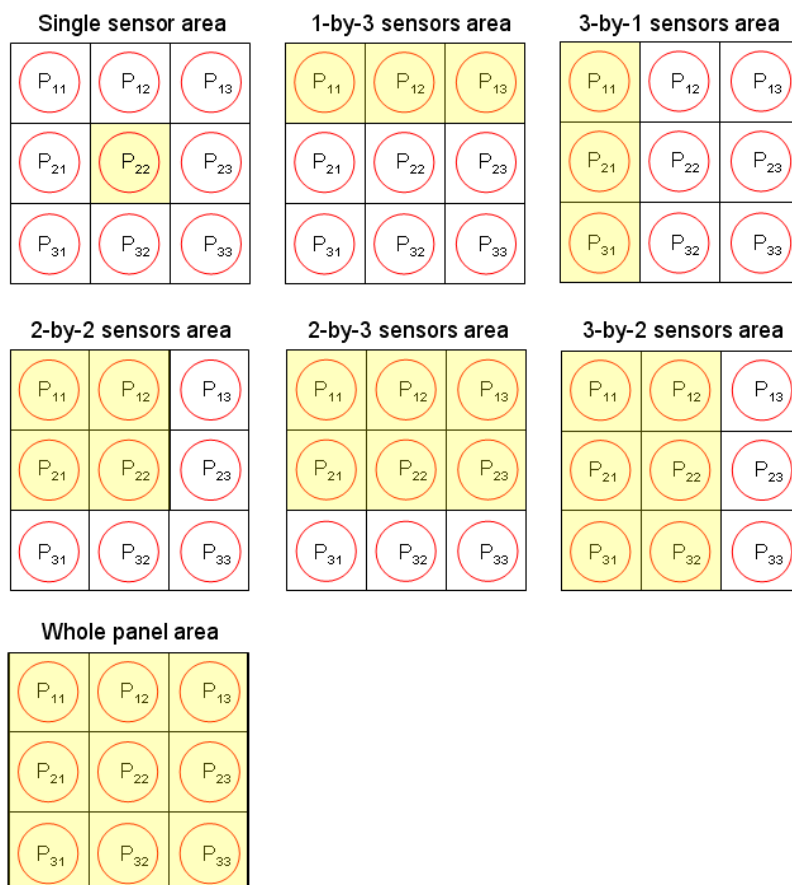 Single sensor area 1-by-3 sensors area 3-by-1 sensors area
P11 P12 P13 P11 P12 P13 P11 P12 P13
P21 P22 P23 P21 P22 P23 P21 P22 P23
P31 P32 P33 P31 P32 P33 P31 P32 P33
2-by-2 sensors area 2-by-3 sensors area 3-by-2 sensors area
P11 P12 P13 P11 P12 P13 P11 P12 P13
P21 P22 P23 P21 P22 P23 P21 P22 P23
P31 P32 P33 P31 P32 P33 P31 P32 P33
Whole panel area
P11 P12 P13
P21 P22 P23
P31 P32 P33